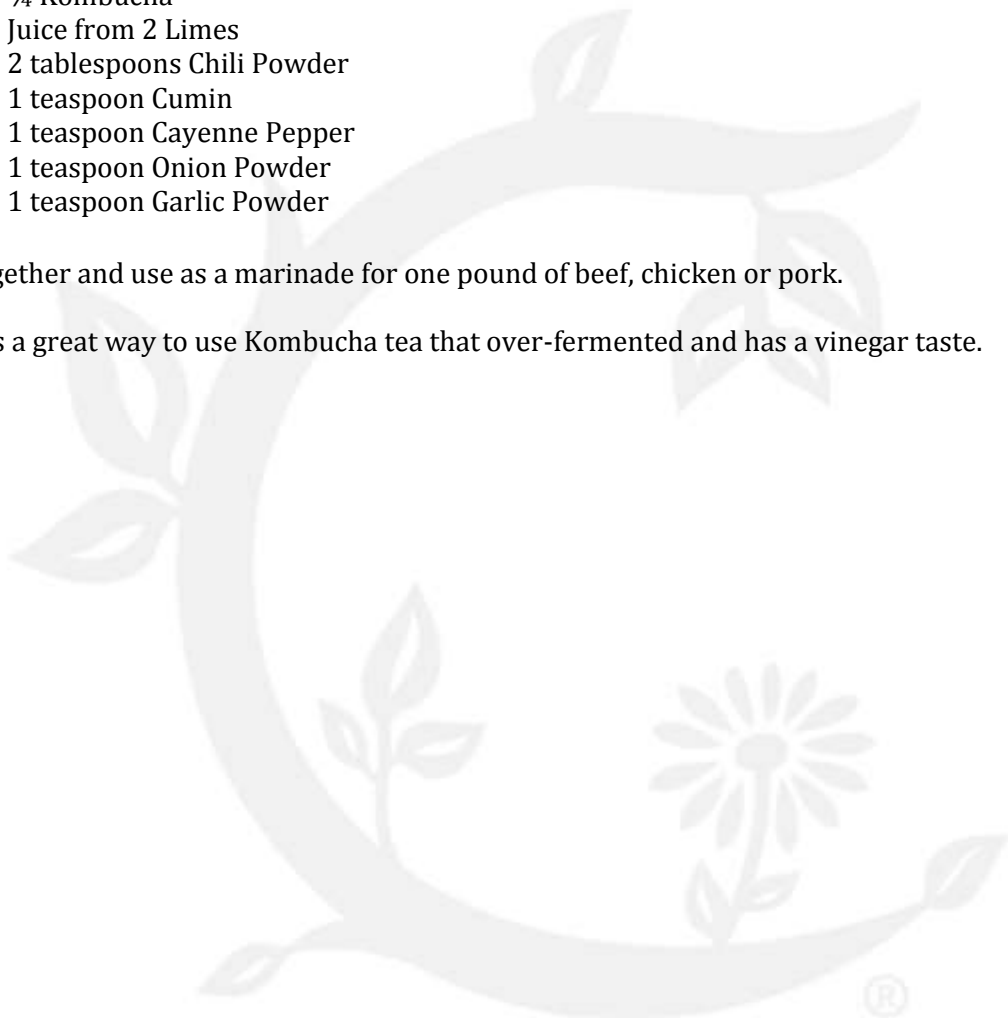 Kombucha
Juice from 2 Limes
2 tablespoons Chili Powder
1 teaspoon Cumin
1 teaspoon Cayenne Pepper
1 teaspoon Onion Powder
1 teaspoon Garlic Powder
gether and use as a marinade for one pound of beef, chicken or pork.
s a great way to use Kombucha tea that over-fermented and has a vinegar taste.
®